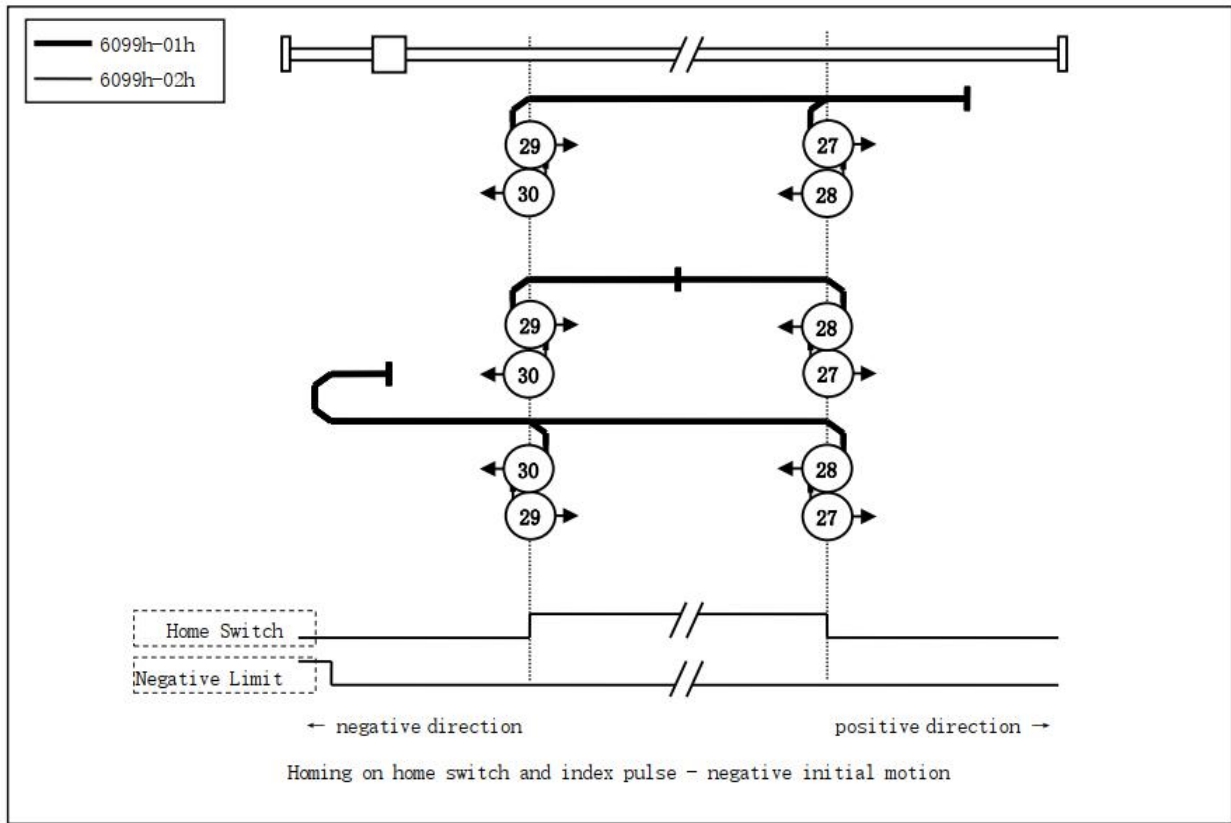 6099h-01h
6099h-02h
29
27
30
28
29
28
30
27
30
28
29
27
Home Switch
Negative Limit
← negative direction
positive direction →
Homing on home switch and index pulse - negative initial motion